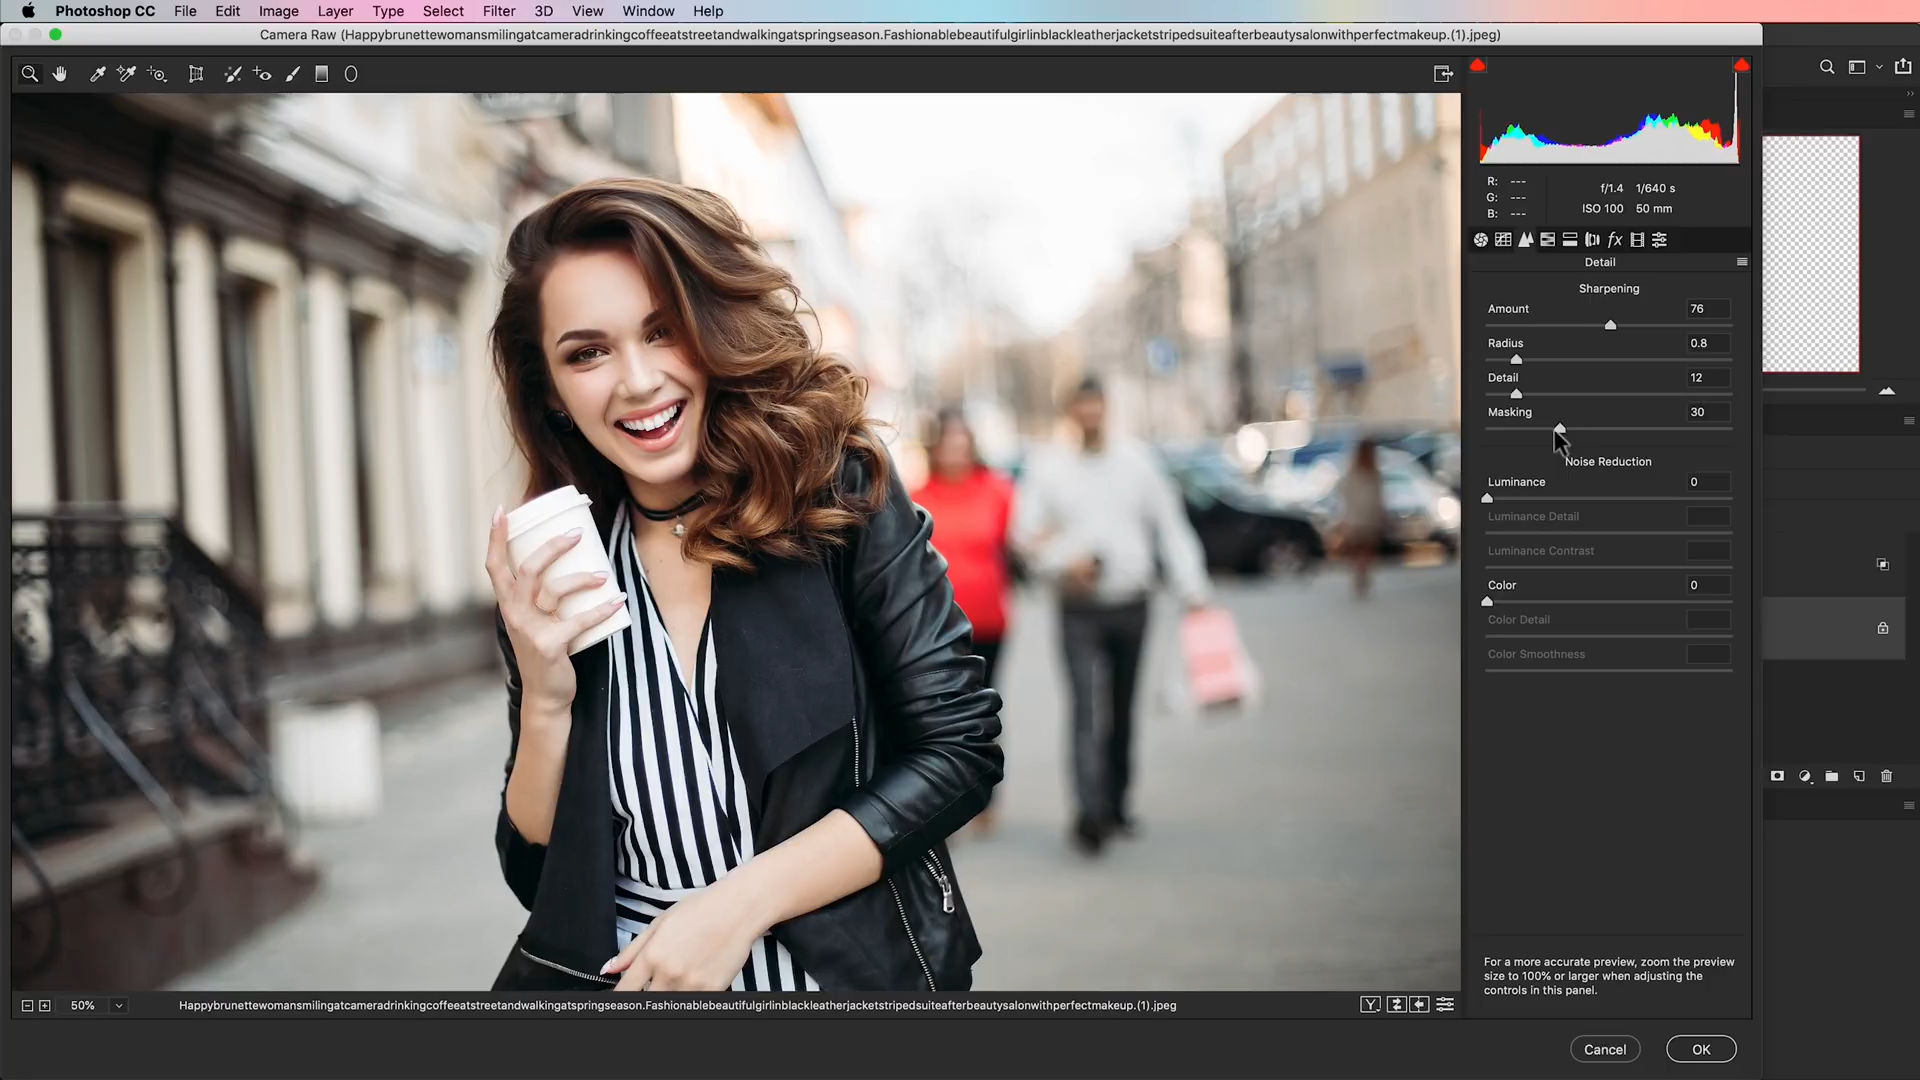 Photoshop CC File Edit Image Layer Type Select Filter 3D View Window Help
Camera Raw (Happybrunettewomansmilingatcameradrinkingcoffeeatstreetandwalkingatspringseason.Fashionablebeautifulgirlinblackleatherjacketstripedsuiteafterbeautysalonwithperfectmakeup.(1).jpeg)
R: ---
G: ---
B: ---
f/1.4 1/640 s
ISO 100 50 mm
fx
Detail
Sharpening
Amount 76
Radius 0.8
Detail 12
Masking 30
Noise Reduction
Luminance 0
Luminance Detail
Luminance Contrast
Color 0
Color Detail
Color Smoothness
For a more accurate preview, zoom the preview
size to 100% or larger when adjusting the
controls in this panel.
50% Happybrunettewomansmilingatcameradrinkingcoffeeatstreetandwalkingatspringseason.Fashionablebeautifulgirlinblackleatherjacketstripedsuiteafterbeautysalonwithperfectmakeup.(1).jpeg Y
Cancel OK